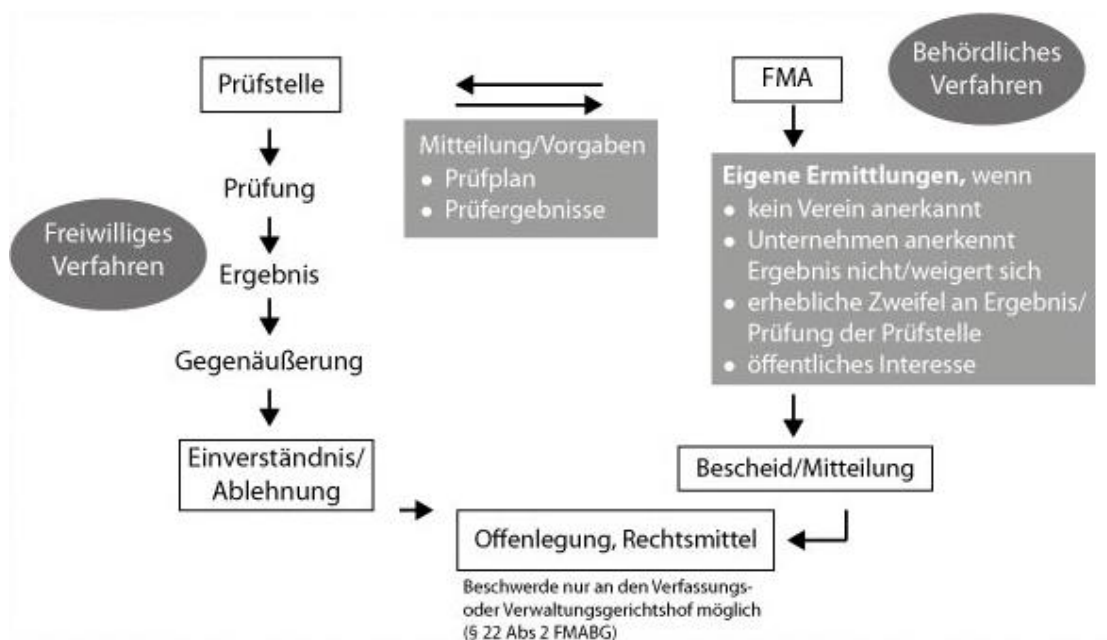 Behördliches
Verfahren
Prüfstelle
FMA
Mitteilung/Vorgaben
• Prüfplan
• Prüfergebnisse
Eigene Ermittlungen, wenn
• kein Verein anerkannt
• Unternehmen anerkennt
Ergebnis nicht/weigert sich
• erhebliche Zweifel an Ergebnis/
Prüfung der Prüfstelle
• öffentliches Interesse
Prüfung
Freiwilliges
Verfahren
Ergebnis
Gegenäußerung
Einverständnis/
Ablehnung
Bescheid/Mitteilung
Offenlegung, Rechtsmittel
Beschwerde nur an den Verfassungs-
oder Verwaltungsgerichtshof möglich
(§ 22 Abs 2 FMABG)